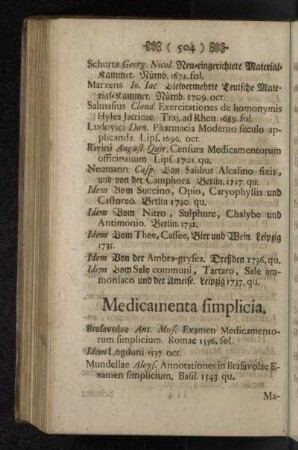 ( 504 )
Schurtz Georg. Nicol. Neu-eingerichtete Material-
Kammer. Nürnb. 1672. fol.
Marxens Jo. Jac. Vielvermehrte Teutsche Mate-
rial-Kammer. Nürnb. 1709. oct.
Salmasius Claud. Exercitationes de homonymis
Hyles Jatricae. Traj. ad Rhen. 1689. fol.
Ludovici Dan. Pharmacia Moderno saeculo ap-
plicanda. Lips. 1696. oct.
Rivini August. Quir. Censura Medicamentorum
officinalium Lips. 1701. qu.
Neumann Casp. Von Salibus Alcalino fixis,
und von der Camphora Berlin. 1727. qu.
Idem Vom Succino, Opio, Caryophyllis und
Castoreo. Berlin 1730. qu.
Idem Vom Nitro, Sulphure, Chalybe und
Antimonio. Berlin. 1732.
Idem Vom Thee, Caffee, Bier und Wein. Leipzig
1735.
Idem Von der Ambra-grysea. Dreßden 1736. qu.
Idem Vom Sale communi, Tartaro, Sale am-
moniaco und der Ameise. Leipzig 1737. qu.
Medicamenta simplicia.
Brasavolae Ant. Mus. Examen Medicamento-
rum simplicium. Romae 1536. fol.
Idem Lugduni 1537 oct.
Mundellae Aloys. Annotationes in Brasavolae E-
xamen simplicium. Basil. 1543. qu.
Ma-